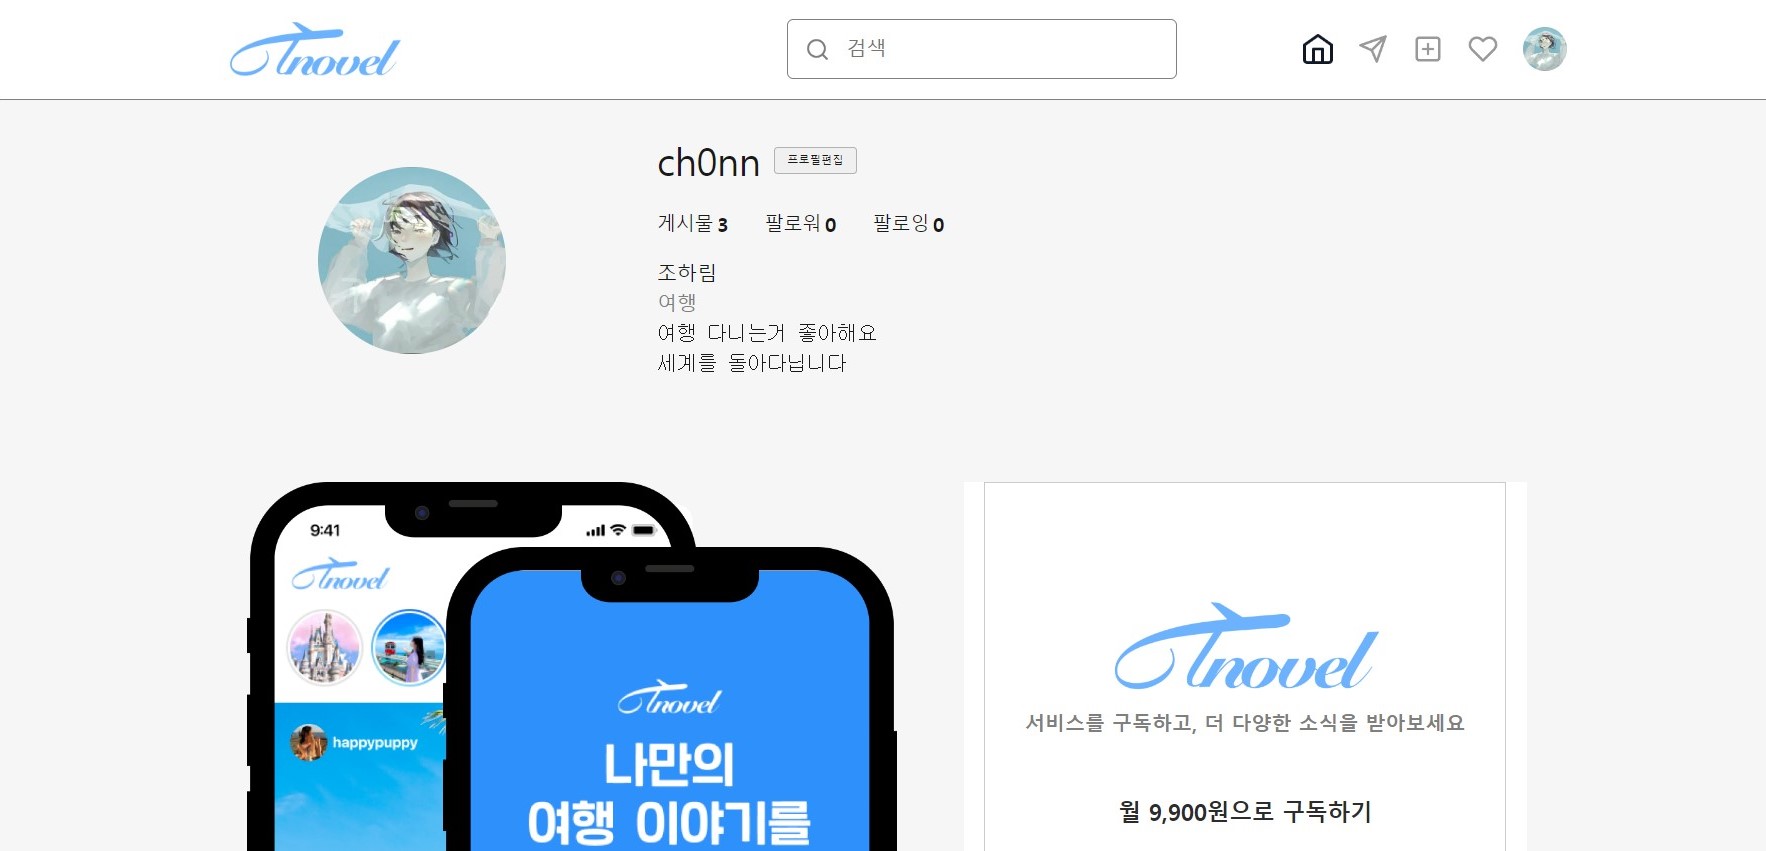 Tnovel
검색
ch0nn 프로필편집
게시물 3 팔로워 0 팔로잉 0
조하림
여행
여행 다니는거 좋아해요
세계를 돌아다닙니다
9:41
Tnovel
happypuppy
Tnovel
나만의
여행 이야기를
Tnovel
서비스를 구독하고, 더 다양한 소식을 받아보세요
월 9,900원으로 구독하기